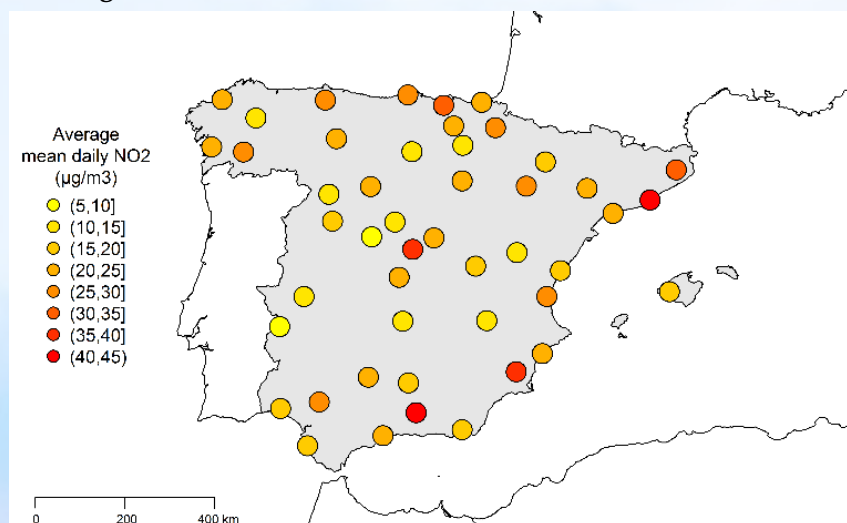 Average
mean daily NO2
(µg/m3)
(5,10]
(10,15]
(15,20]
(20,25]
(25,30]
(30,35]
(35,40]
(40,45)
0 200 400 km